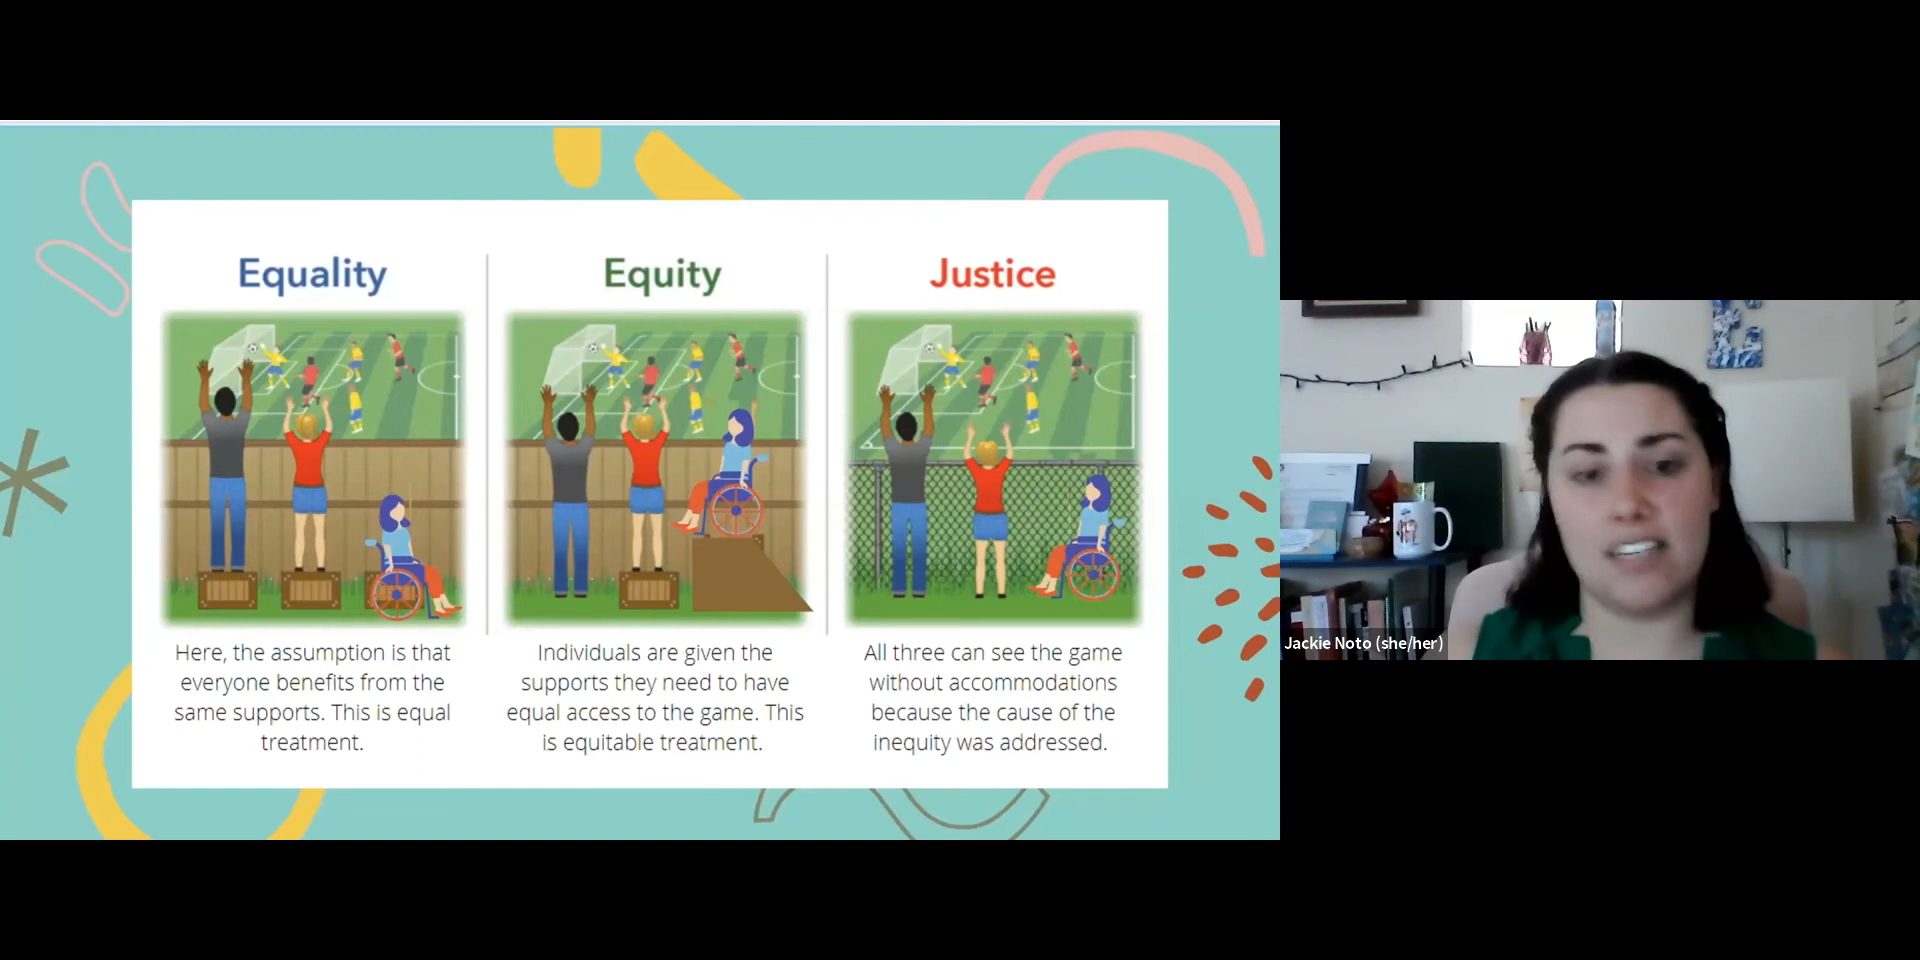 Equality
Here, the assumption is that
everyone benefits from the
same supports. This is equal
treatment.
Equity
Individuals are given the
supports they need to have
equal access to the game. This
is equitable treatment.
Justice
All three can see the game
without accommodations
because the cause of the
inequity was addressed.
Jackie Noto (she/her)